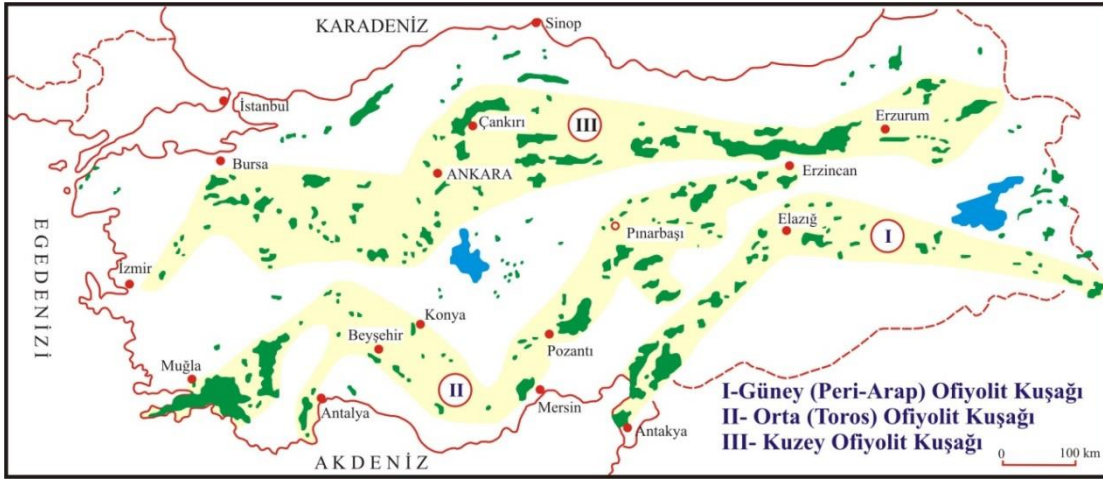 KARADENİZ
Sinop
İstanbul
Çankırı
III
Erzurum
Bursa
ANKARA
Erzincan
EGEDENİZİ
Pınarbaşı
Elazığ
I
İzmir
Konya
Beyşehir
Pozantı
Muğla
II
Antalya
Mersin
Antakya
AKDENİZ
I-Güney (Peri-Arap) Ofiyolit Kuşağı
II- Orta (Toros) Ofiyolit Kuşağı
III- Kuzey Ofiyolit Kuşağı
0 100 km